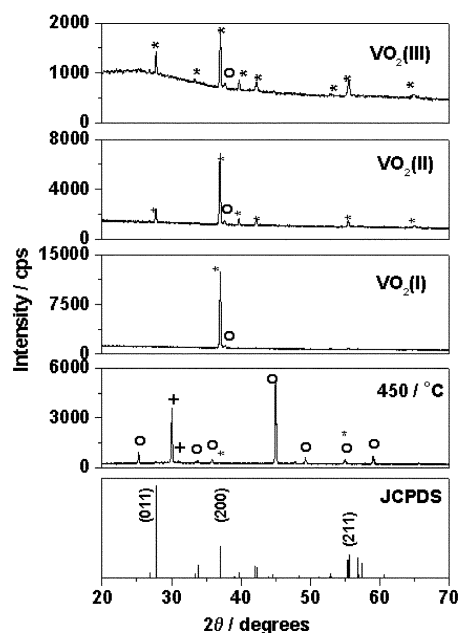 2000
*
*
*
VO₂(III)
1000
*
o
*
*
*
*
0
8000
*
VO₂(II)
4000
*
o
*
*
*
*
0
15000
*
VO₂(I)
7500
o
0
Intensity / cps
6000
o
450 / °C
+
*
3000
o
+
o
o
*
o
o
o
0
JCPDS
(011)
(200)
(211)
20 30 40 50 60 70
2θ / degrees